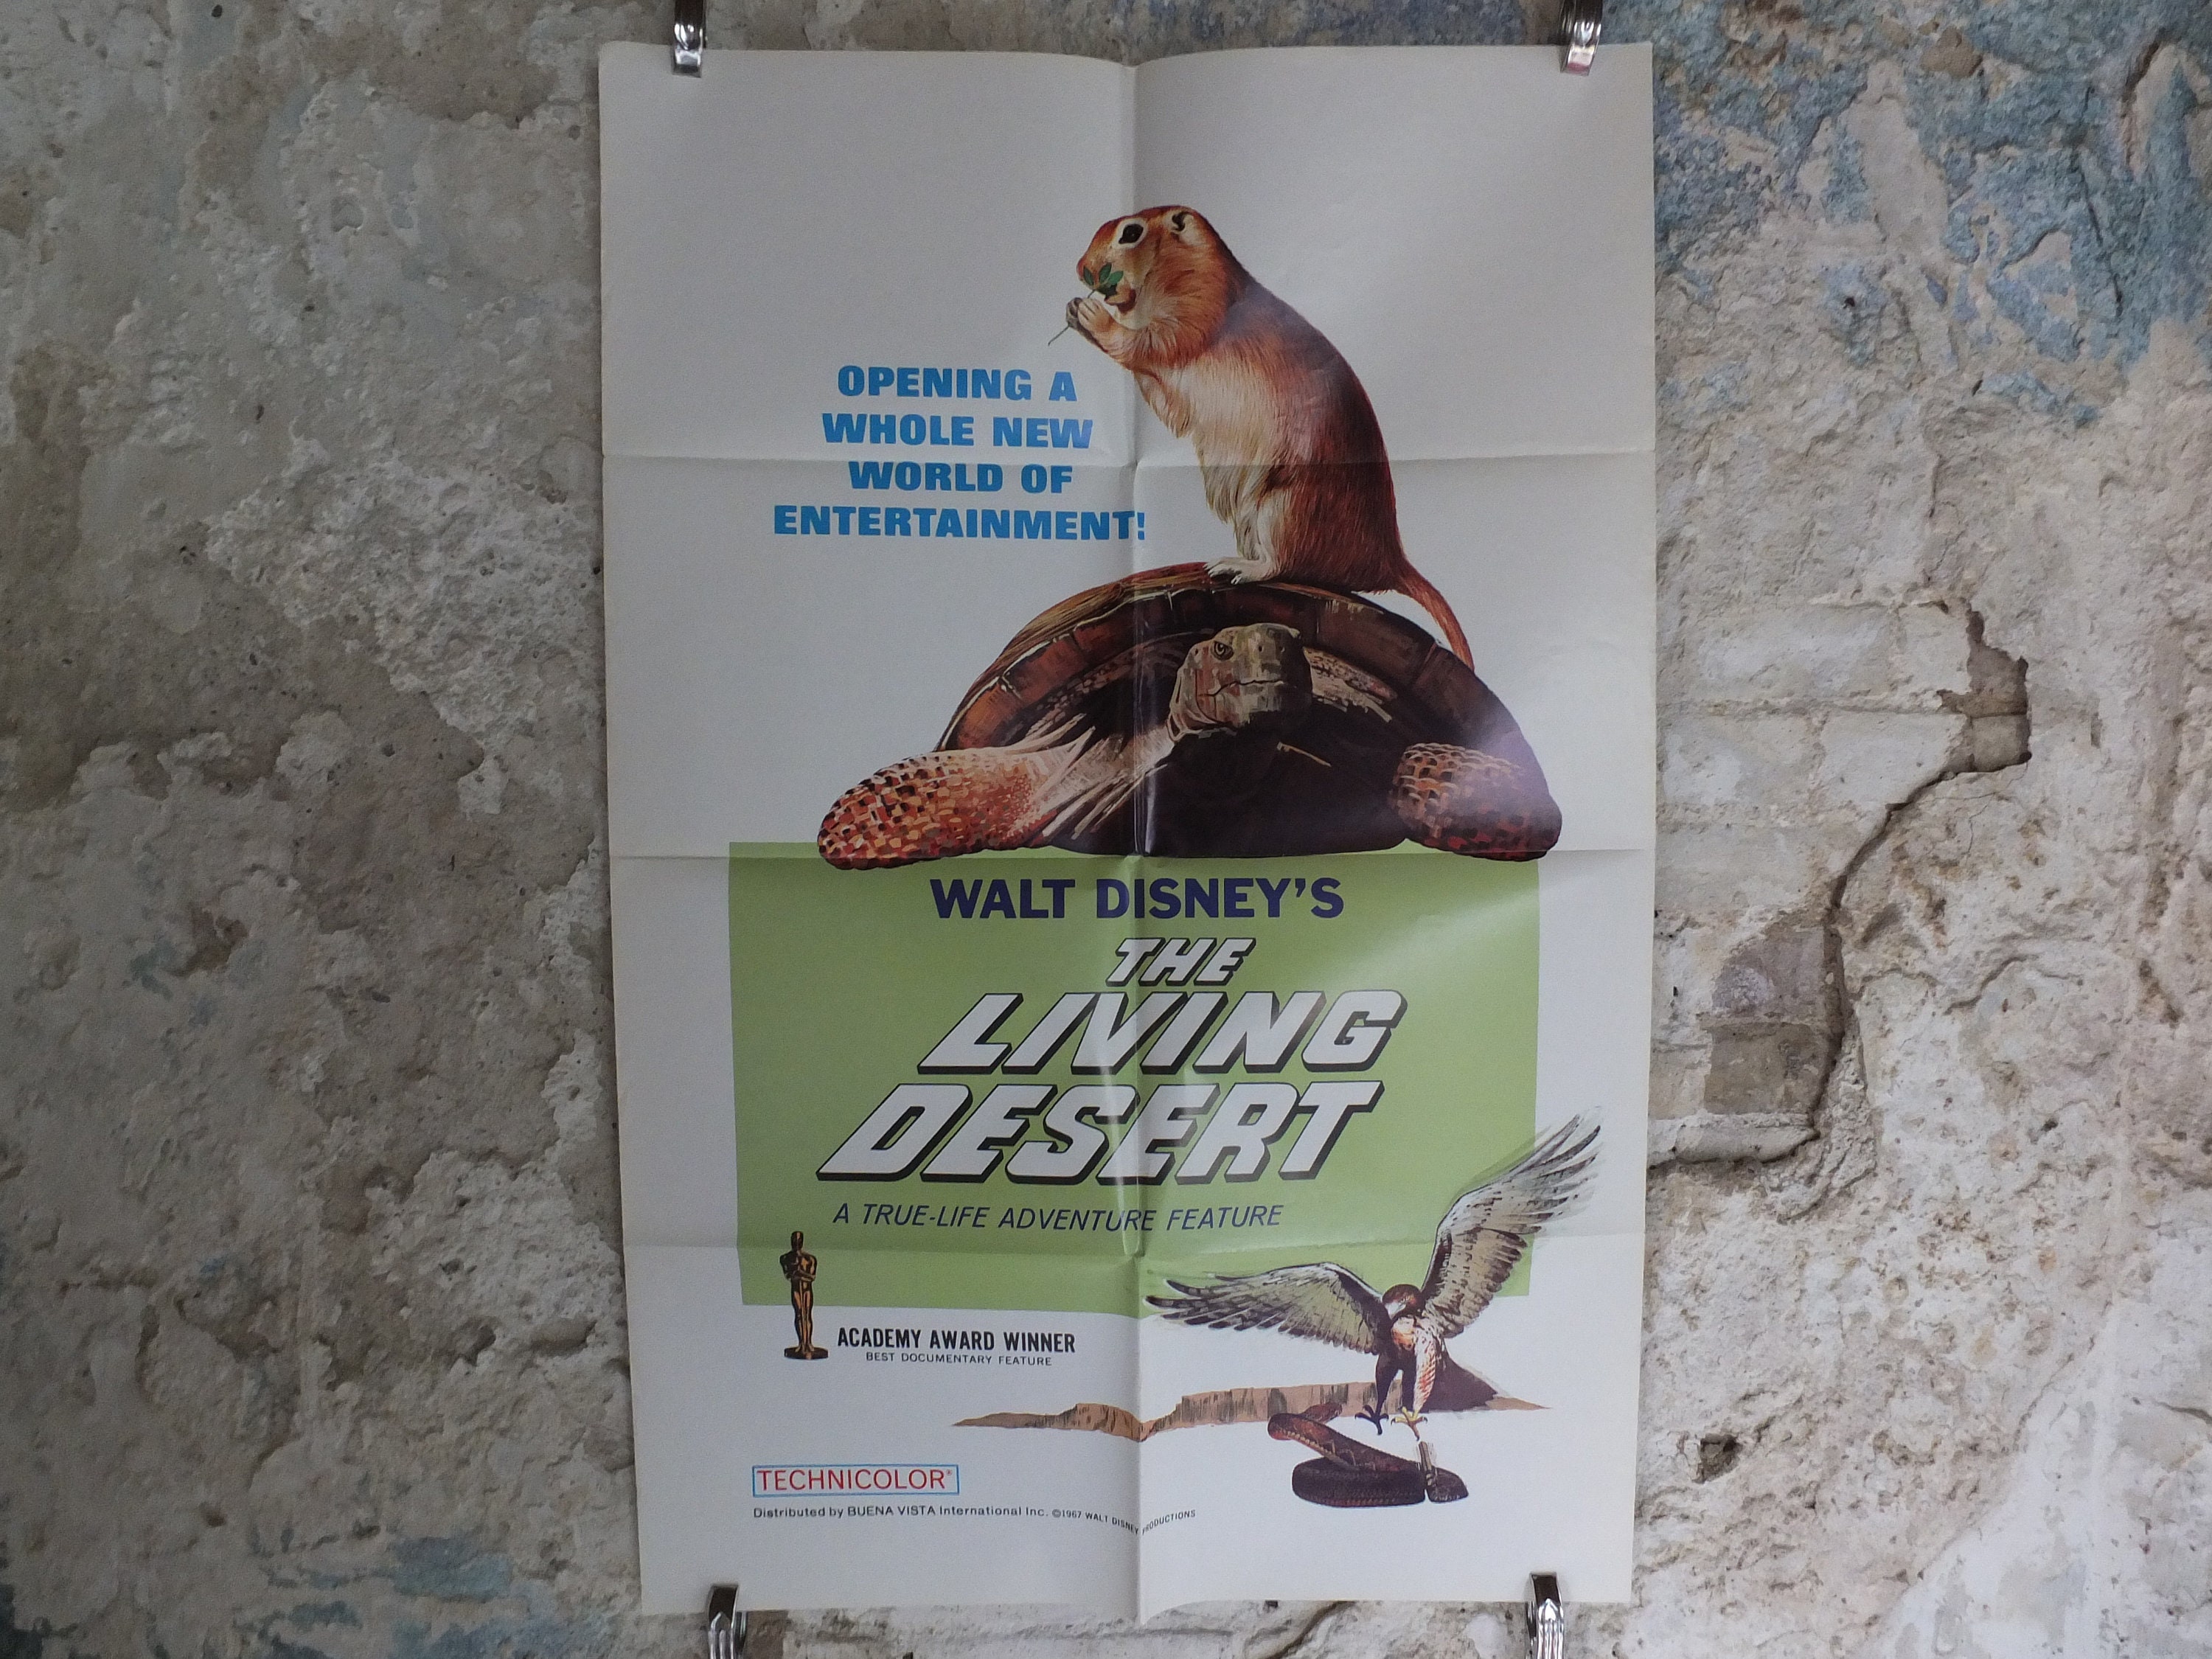 OPENING A
WHOLE NEW
WORLD OF
ENTERTAINMENT!
WALT DISNEY'S
THE
LIVING
DESERT
A TRUE-LIFE ADVENTURE FEATURE
ACADEMY AWARD WINNER
BEST DOCUMENTARY FEATURE
TECHNICOLOR®
Distributed by BUENA VISTA International Inc. ©1967 WALT DISNEY PRODUCTIONS